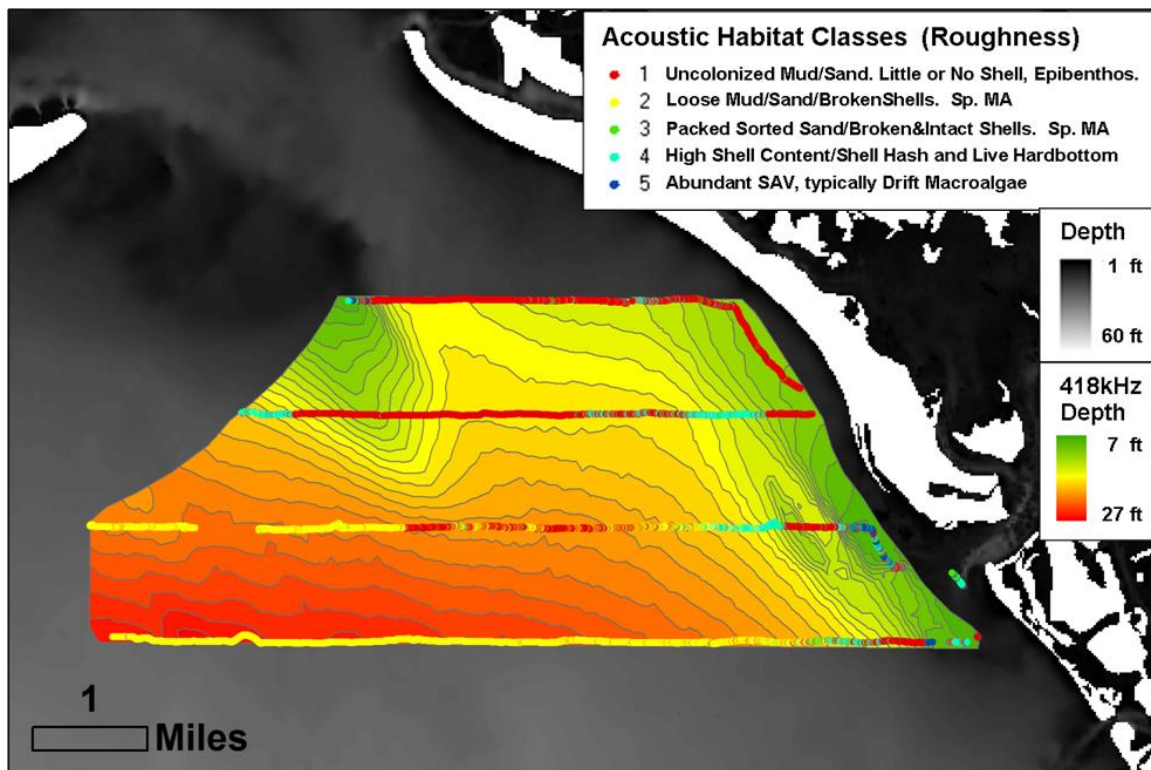 Acoustic Habitat Classes (Roughness)
1 Uncolonized Mud/Sand. Little or No Shell, Epibenthos.
2 Loose Mud/Sand/BrokenShells. Sp. MA
3 Packed Sorted Sand/Broken&Intact Shells. Sp. MA
4 High Shell Content/Shell Hash and Live Hardbottom
5 Abundant SAV, typically Drift Macroalgae
Depth
1 ft
60 ft
418kHz
Depth
7 ft
27 ft
1
Miles